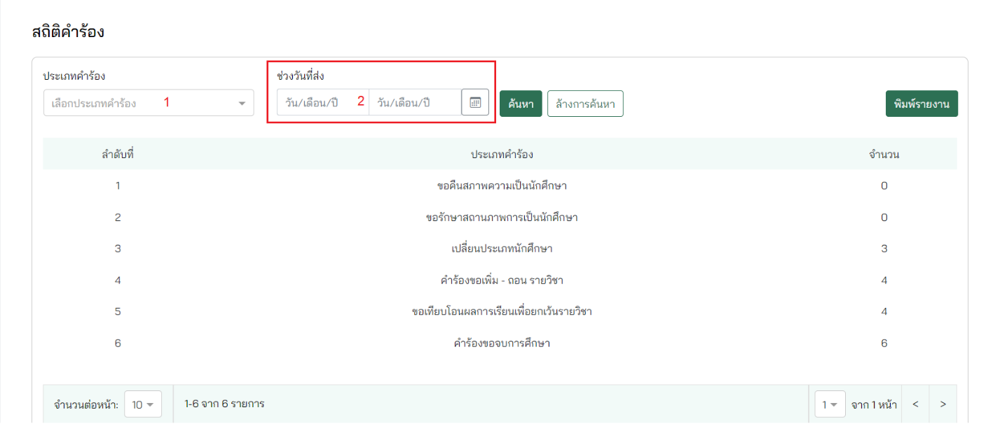 สถิติคำร้อง
ประเภทคำร้อง ช่วงวันที่ส่ง
เลือกประเภทคำร้อง 1 วัน/เดือน/ปี 2 วัน/เดือน/ปี ค้นหา ล้างการค้นหา พิมพ์รายงาน
ลำดับที่ ประเภทคำร้อง จำนวน
1 ขอคืนสภาพความเป็นนักศึกษา 0
2 ขอรักษาสถานภาพการเป็นนักศึกษา 0
3 เปลี่ยนประเภทนักศึกษา 3
4 คำร้องขอเพิ่ม - ถอน รายวิชา 4
5 ขอเทียบโอนผลการเรียนเพื่อยกเว้นรายวิชา 4
6 คำร้องขอจบการศึกษา 6
จำนวนต่อหน้า: 10 1-6 จาก 6 รายการ 1 จาก 1 หน้า < >